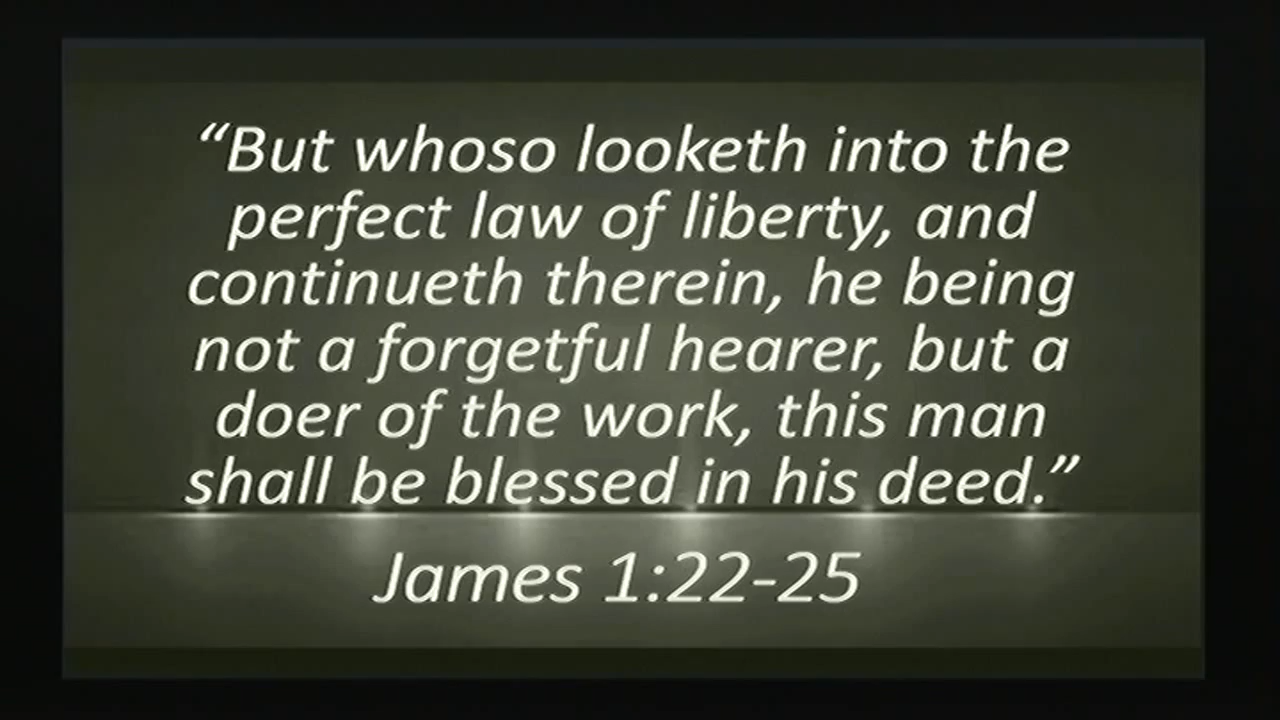 “But whoso looketh into the
perfect law of liberty, and
continueth therein, he being
not a forgetful hearer, but a
doer of the work, this man
shall be blessed in his deed.”
James 1:22-25